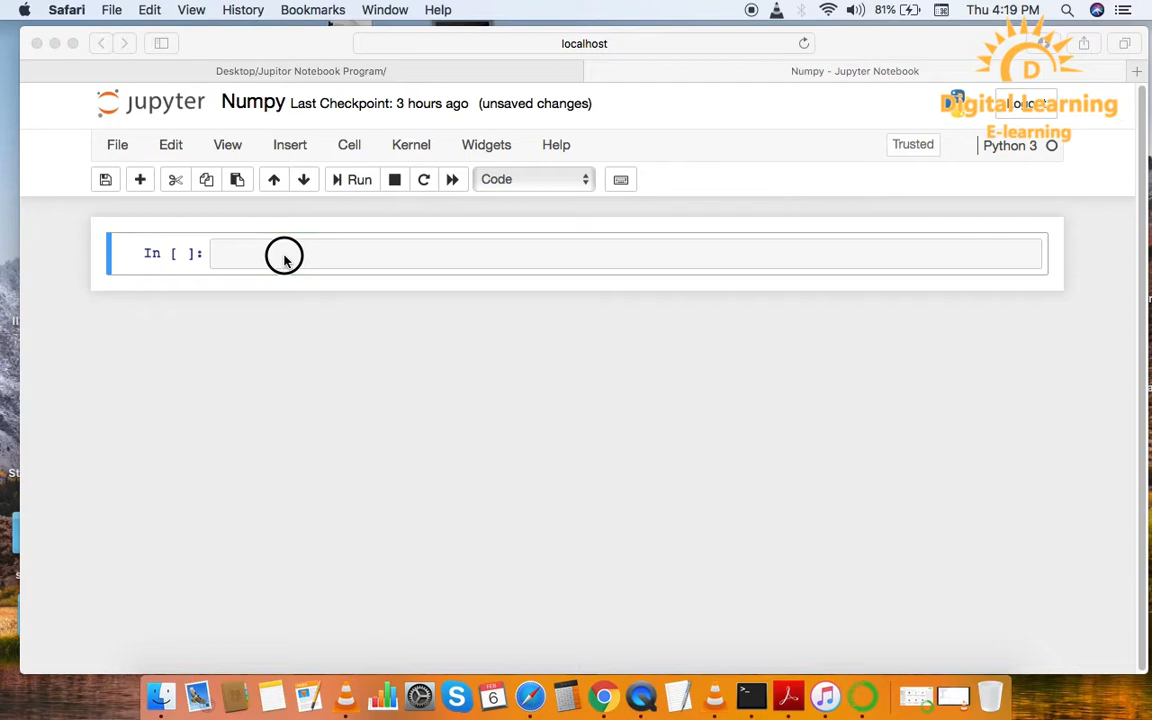 Safari File Edit View History Bookmarks Window Help 81% Thu 4:19 PM
localhost
Desktop/Jupitor Notebook Program/ Numpy - Jupyter Notebook
D
jupyter Numpy Last Checkpoint: 3 hours ago (unsaved changes)
Digital Learning
E-learning
File Edit View Insert Cell Kernel Widgets Help Trusted Python 3
Run Code
In [ ]:
FEB
6